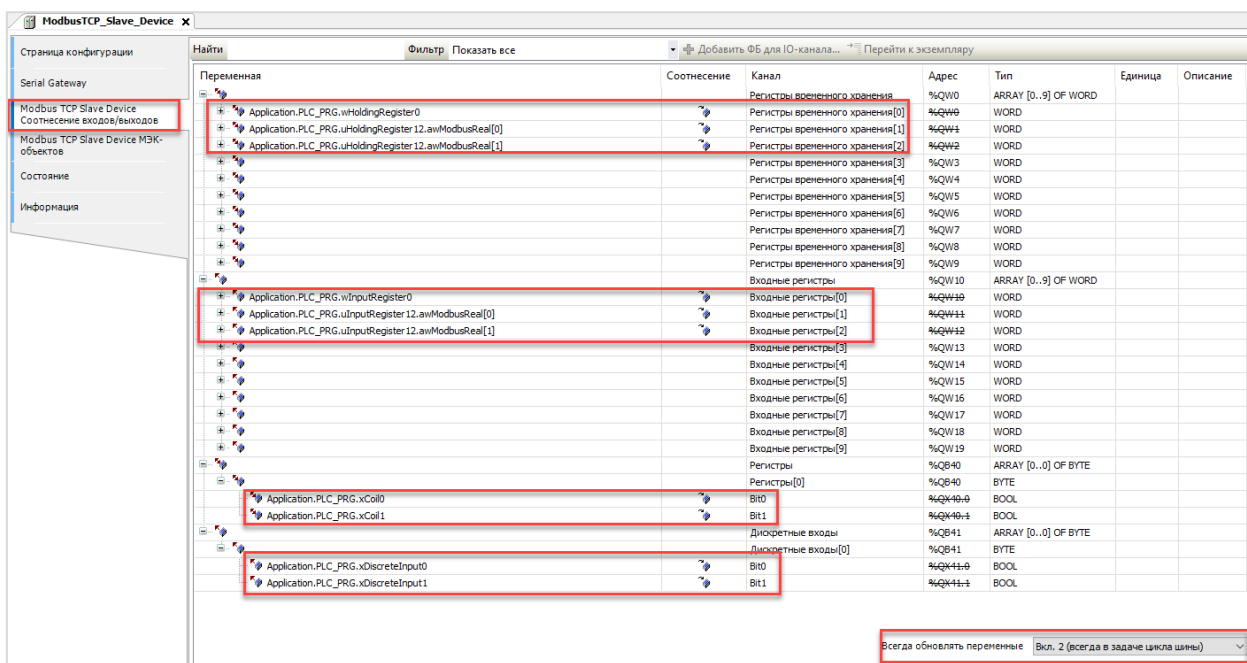 ModbusTCP_Slave_Device X
Страница конфигурации
Serial Gateway
Modbus TCP Slave Device
Соотнесение входов/выходов
Modbus TCP Slave Device МЭК-
объектов
Состояние
Информация
Найти Фильтр Показать все Добавить ФБ для IO-канала... Перейти к экземпляру
Переменная Соотнесение Канал Адрес Тип Единица Описание
Регистры временного хранения %QW0 ARRAY [0..9] OF WORD
Application.PLC_PRG.wHoldingRegister0 Регистры временного хранения[0] %QW0 WORD
Application.PLC_PRG.uHoldingRegister12.awModbusReal[0] Регистры временного хранения[1] %QW1 WORD
Application.PLC_PRG.uHoldingRegister12.awModbusReal[1] Регистры временного хранения[2] %QW2 WORD
Регистры временного хранения[3] %QW3 WORD
Регистры временного хранения[4] %QW4 WORD
Регистры временного хранения[5] %QW5 WORD
Регистры временного хранения[6] %QW6 WORD
Регистры временного хранения[7] %QW7 WORD
Регистры временного хранения[8] %QW8 WORD
Регистры временного хранения[9] %QW9 WORD
Входные регистры %QW10 ARRAY [0..9] OF WORD
Application.PLC_PRG.wInputRegister0 Входные регистры[0] %QW10 WORD
Application.PLC_PRG.uInputRegister12.awModbusReal[0] Входные регистры[1] %QW11 WORD
Application.PLC_PRG.uInputRegister12.awModbusReal[1] Входные регистры[2] %QW12 WORD
Входные регистры[3] %QW13 WORD
Входные регистры[4] %QW14 WORD
Входные регистры[5] %QW15 WORD
Входные регистры[6] %QW16 WORD
Входные регистры[7] %QW17 WORD
Входные регистры[8] %QW18 WORD
Входные регистры[9] %QW19 WORD
Регистры %QB40 ARRAY [0..0] OF BYTE
Регистры[0] %QB40 BYTE
Application.PLC_PRG.xCoil0 Bit0 %QX40.0 BOOL
Application.PLC_PRG.xCoil1 Bit1 %QX40.1 BOOL
Дискретные входы %QB41 ARRAY [0..0] OF BYTE
Дискретные входы[0] %QB41 BYTE
Application.PLC_PRG.xDiscreteInput0 Bit0 %QX41.0 BOOL
Application.PLC_PRG.xDiscreteInput1 Bit1 %QX41.1 BOOL
Всегда обновлять переменные Вкл. 2 (всегда в задаче цикла шины)